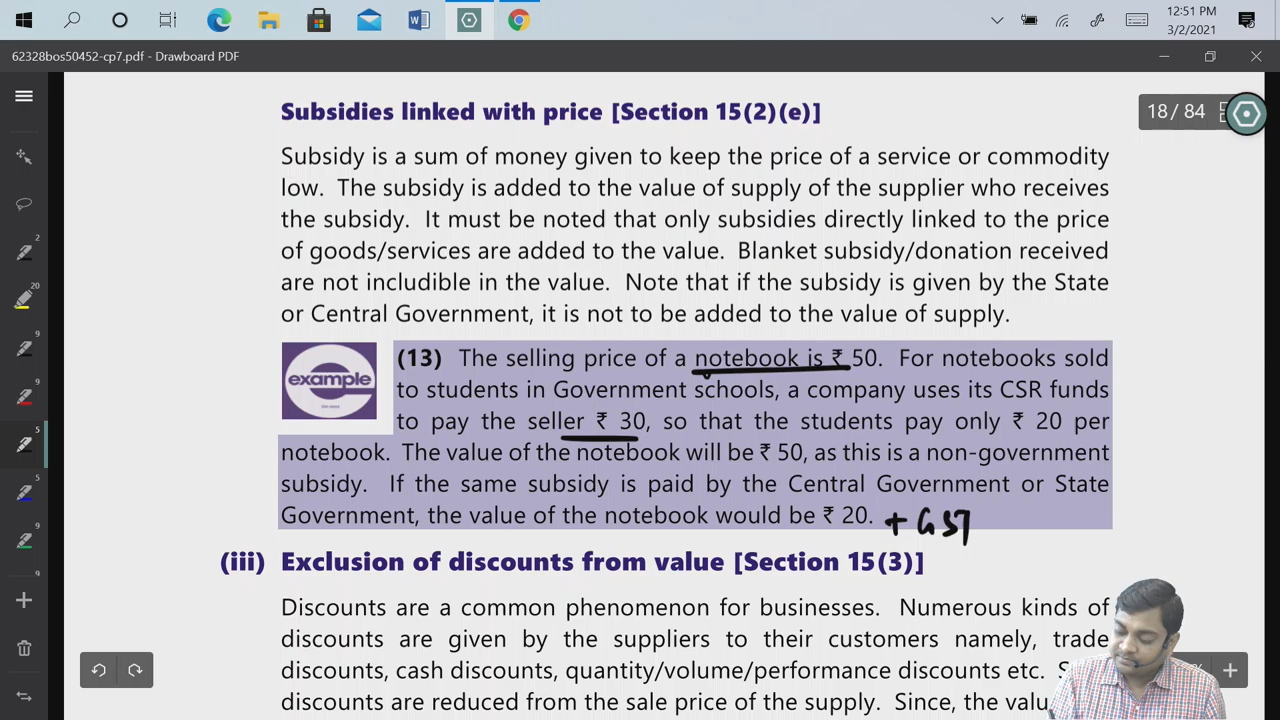 12:51 PM
3/2/2021
62328bos50452-cp7.pdf - Drawboard PDF
18 / 84
Subsidies linked with price [Section 15(2)(e)]
Subsidy is a sum of money given to keep the price of a service or commodity
low. The subsidy is added to the value of supply of the supplier who receives
the subsidy. It must be noted that only subsidies directly linked to the price
of goods/services are added to the value. Blanket subsidy/donation received
are not includible in the value. Note that if the subsidy is given by the State
or Central Government, it is not to be added to the value of supply.
example
(13) The selling price of a notebook is ₹ 50. For notebooks sold
to students in Government schools, a company uses its CSR funds
to pay the seller ₹ 30, so that the students pay only ₹ 20 per
notebook. The value of the notebook will be ₹ 50, as this is a non-government
subsidy. If the same subsidy is paid by the Central Government or State
Government, the value of the notebook would be ₹ 20. + GST
(iii) Exclusion of discounts from value [Section 15(3)]
Discounts are a common phenomenon for businesses. Numerous kinds of
discounts are given by the suppliers to their customers namely, trade
discounts, cash discounts, quantity/volume/performance discounts etc.
discounts are reduced from the sale price of the supply. Since, the
2
20
9
9
5
5
9
9